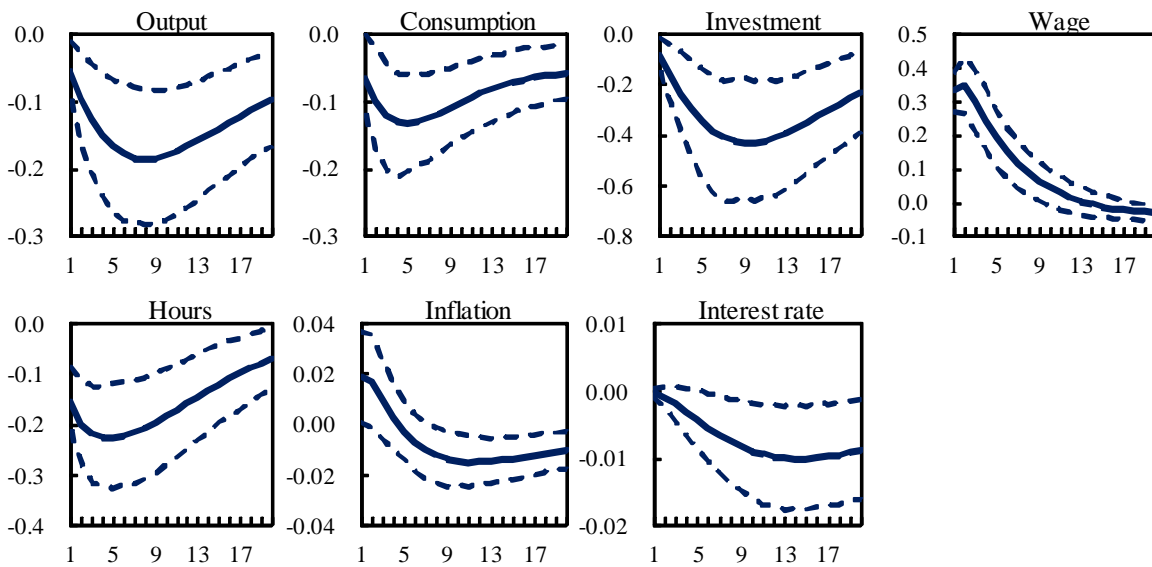 Output Consumption Investment Wage
0.0 0.0 0.0 0.5
-0.1 -0.1 -0.2 0.4
-0.2 -0.2 -0.4 0.3
-0.3 -0.3 -0.6 0.2
-0.8 0.1
0.0
-0.1
1 5 9 13 17 1 5 9 13 17 1 5 9 13 17 1 5 9 13 17
Hours Inflation Interest rate
0.0 0.04 0.01
-0.1 0.02 0.00
-0.2 0.00 -0.01
-0.3 -0.02 -0.02
-0.4 -0.04
1 5 9 13 17 1 5 9 13 17 1 5 9 13 17